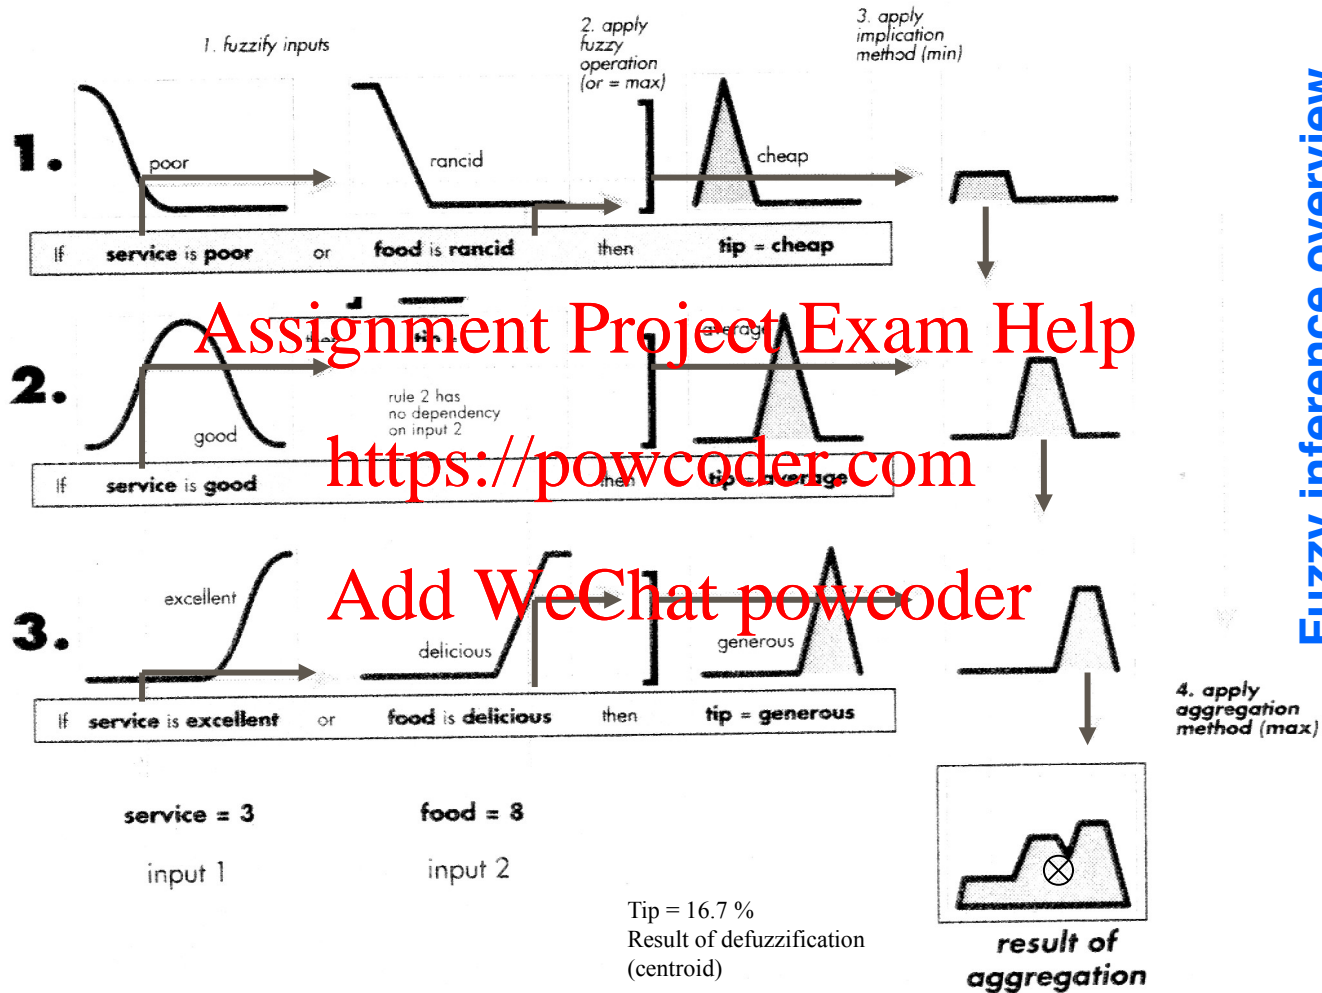 1. fuzzify inputs
2. apply
fuzzy
operation
(or = max)
3. apply
implication
method (min)
1.
poor
rancid
cheap
If service is poor or food is rancid then tip = cheap
Assignment Project Exam Help
then tip =
average
2.
rule 2 has
no dependency
on input 2
good
https://powcoder.com
If service is good then tip = average
Add WeChat powcoder
3.
excellent
delicious
generous
If service is excellent or food is delicious then tip = generous
4. apply
aggregation
method (max)
service = 3
food = 8
input 1
input 2
Tip = 16.7 %
Result of defuzzification
(centroid)
result of
aggregation
Fuzzy inference overview